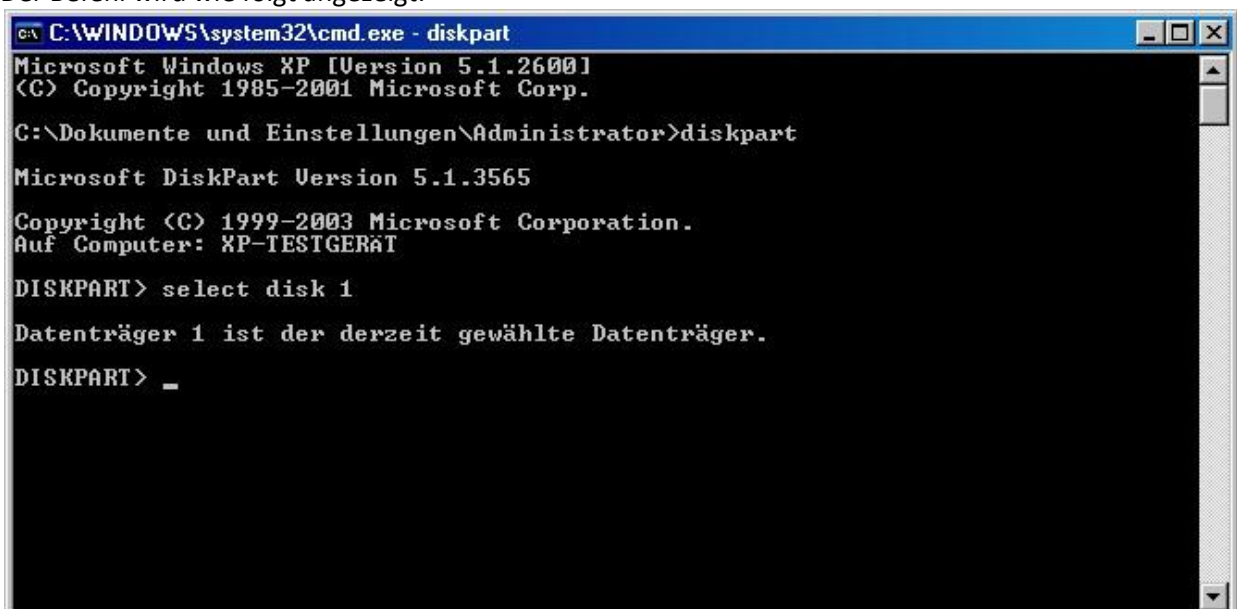 Der Befehl wird wie folgt angezeigt:
C:\WINDOWS\system32\cmd.exe - diskpart
Microsoft Windows XP [Version 5.1.2600]
(C) Copyright 1985-2001 Microsoft Corp.
C:\Dokumente und Einstellungen\Administrator>diskpart
Microsoft DiskPart Version 5.1.3565
Copyright (C) 1999-2003 Microsoft Corporation.
Auf Computer: XP-TESTGERäT
DISKPART> select disk 1
Datenträger 1 ist der derzeit gewählte Datenträger.
DISKPART> _